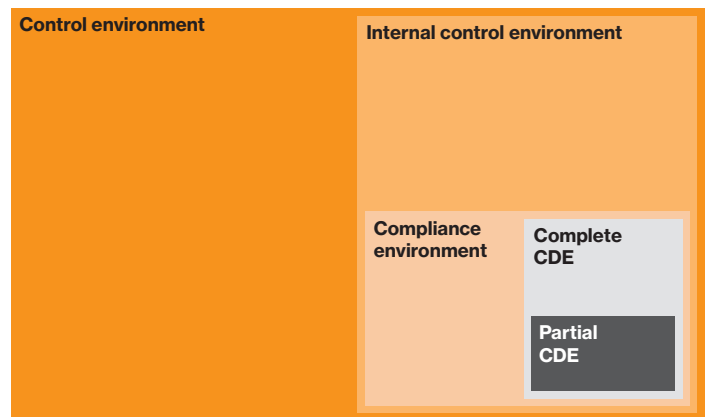 Control environment
Internal control environment
Compliance
environment
Complete
CDE
Partial
CDE